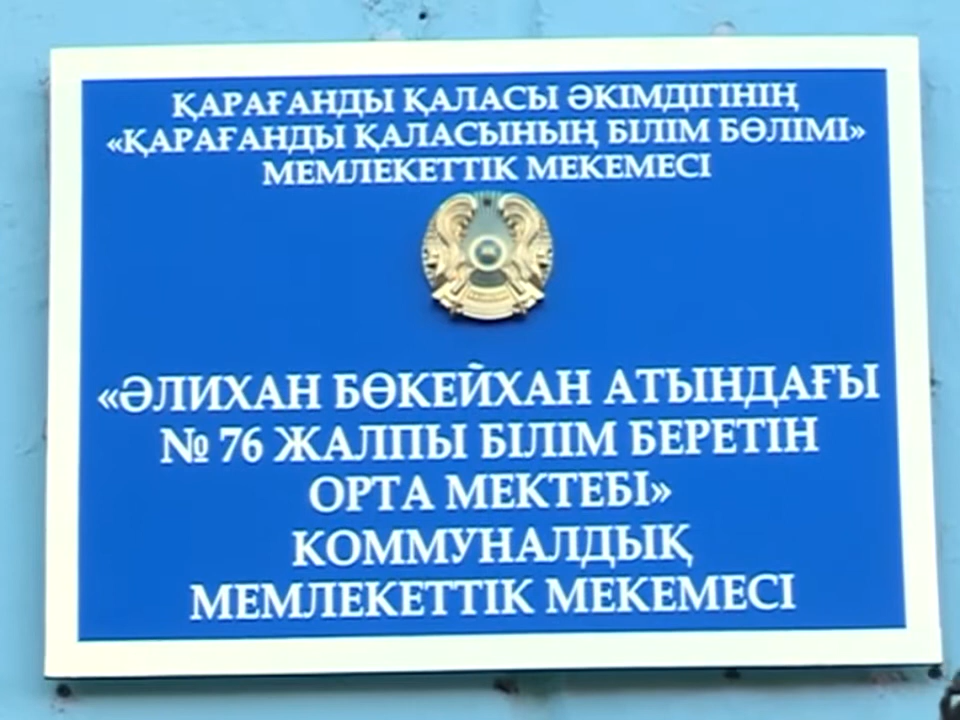 ҚАРАҒАНДЫ ҚАЛАСЫ ӘКІМДІГІНІҢ
«ҚАРАҒАНДЫ ҚАЛАСЫНЫҢ БІЛІМ БӨЛІМІ»
МЕМЛЕКЕТТІК МЕКЕМЕСІ
«ӘЛИХАН БӨКЕЙХАН АТЫНДАҒЫ
№ 76 ЖАЛПЫ БІЛІМ БЕРЕТІН
ОРТА МЕКТЕБІ»
КОММУНАЛДЫҚ
МЕМЛЕКЕТТІК МЕКЕМЕСІ